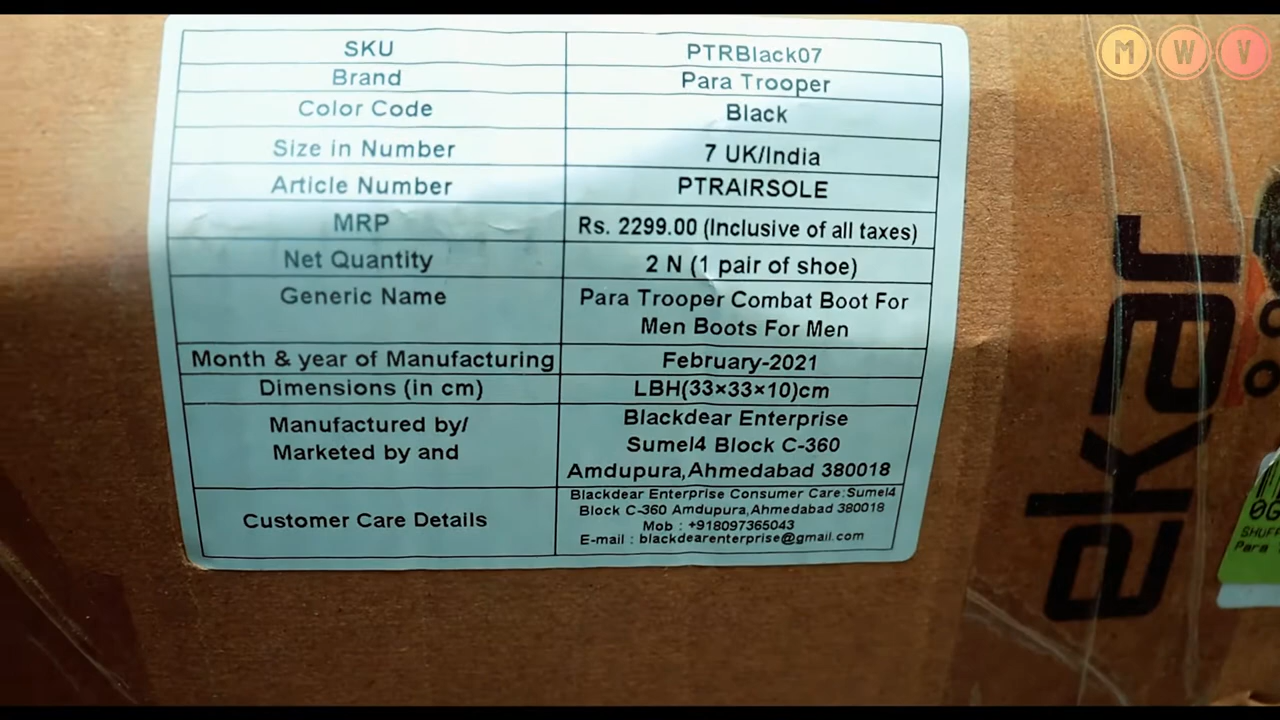 M W V
SKU PTRBlack07
Brand Para Trooper
Color Code Black
Size in Number 7 UK/India
Article Number PTRAIRSOLE
MRP Rs. 2299.00 (Inclusive of all taxes)
Net Quantity 2 N (1 pair of shoe)
Generic Name Para Trooper Combat Boot For
Men Boots For Men
Month & year of Manufacturing February-2021
Dimensions (in cm) LBH(33×33×10)cm
Manufactured by/ Blackdear Enterprise
Marketed by and Sumel4 Block C-360
Amdupura,Ahmedabad 380018
Customer Care Details Blackdear Enterprise Consumer Care:Sumel4
Block C-360 Amdupura,Ahmedabad 380018
Mob : +918097365043
E-mail : blackdearenterprise@gmail.com
ekar
Para